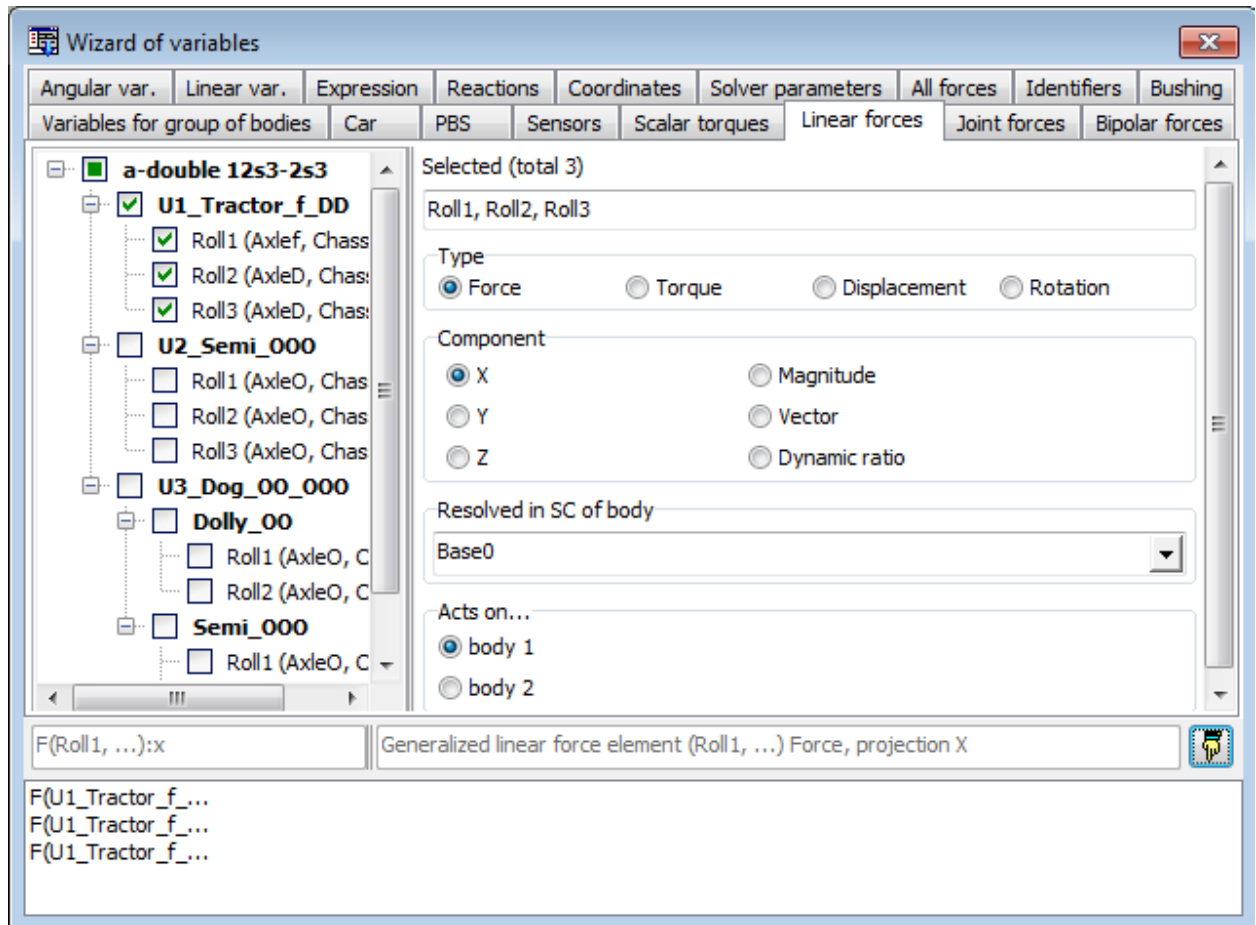 Wizard of variables
Angular var. Linear var. Expression Reactions Coordinates Solver parameters All forces Identifiers Bushing
Variables for group of bodies Car PBS Sensors Scalar torques Linear forces Joint forces Bipolar forces
a-double 12s3-2s3
U1_Tractor_f_DD
Roll1 (Axlef, Chass
Roll2 (AxleD, Chas
Roll3 (AxleD, Chas
U2_Semi_OOO
Roll1 (AxleO, Chas
Roll2 (AxleO, Chas
Roll3 (AxleO, Chas
U3_Dog_OO_OOO
Dolly_OO
Roll1 (AxleO, C
Roll2 (AxleO, C
Semi_OOO
Roll1 (AxleO, C
Selected (total 3)
Roll1, Roll2, Roll3
Type
Force Torque Displacement Rotation
Component
X Magnitude
Y Vector
Z Dynamic ratio
Resolved in SC of body
Base0
Acts on...
body 1
body 2
F(Roll1, ...):x Generalized linear force element (Roll1, ...) Force, projection X
F(U1_Tractor_f_...
F(U1_Tractor_f_...
F(U1_Tractor_f_...